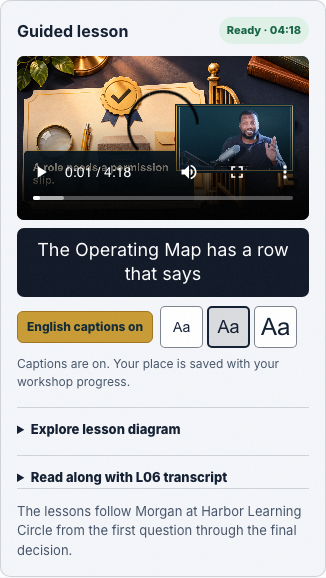 Guided lesson
Ready · 04:18
A role needs a permission
slip.
0:01 / 4:18
The Operating Map has a row
that says
English captions on
Aa
Aa
Aa
Captions are on. Your place is saved with your
workshop progress.
Explore lesson diagram
Read along with L06 transcript
The lessons follow Morgan at Harbor Learning
Circle from the first question through the final
decision.